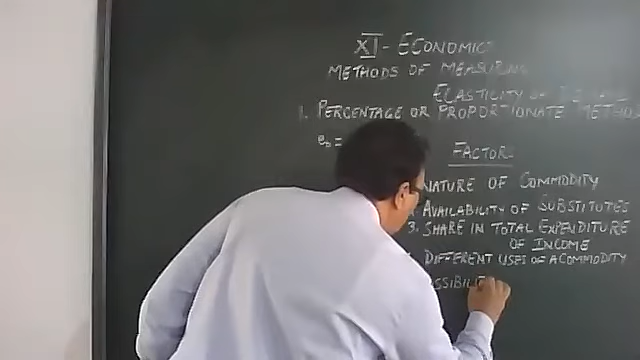 XI - ECONOMICS
METHODS OF MEASURING
ELASTICITY OF
1. PERCENTAGE OR PROPORTIONATE METHOD
eD =
FACTORS
NATURE OF COMMODITY
AVAILABILITY OF SUBSTITUTES
3. SHARE IN TOTAL EXPENDITURE
OF INCOME
DIFFERENT USES OF A COMMODITY